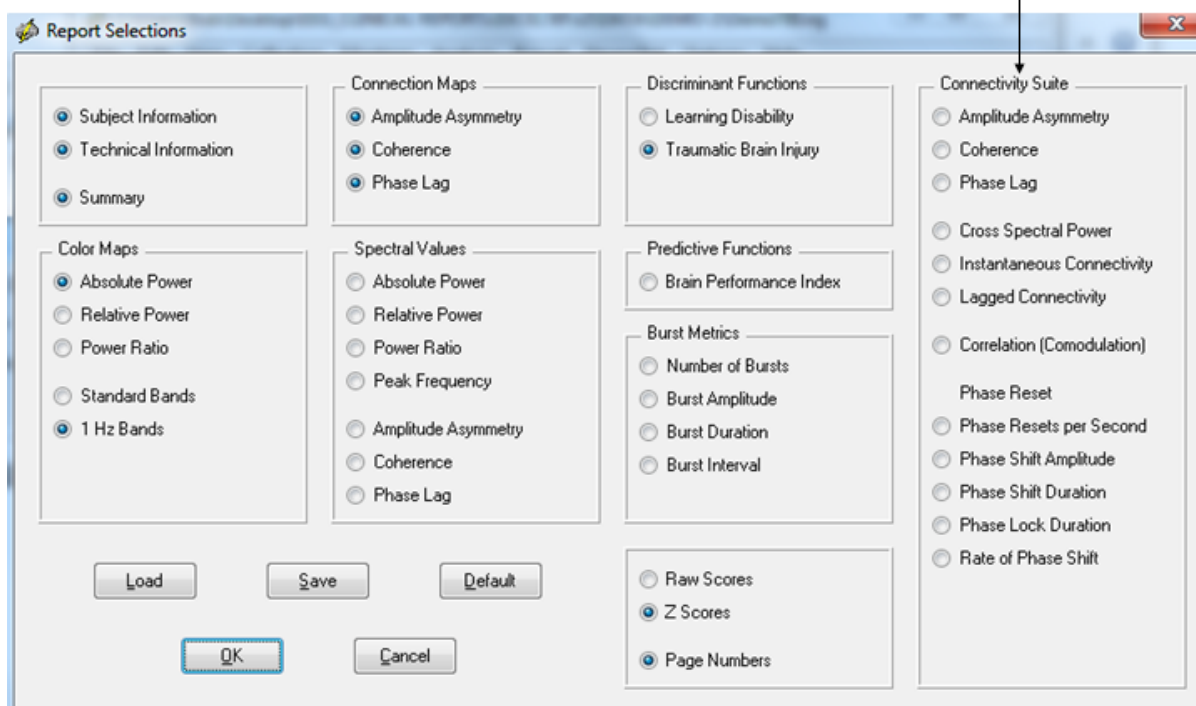 Report Selections
Subject Information
Technical Information
Summary
Connection Maps
Amplitude Asymmetry
Coherence
Phase Lag
Discriminant Functions
Learning Disability
Traumatic Brain Injury
Connectivity Suite
Amplitude Asymmetry
Coherence
Phase Lag
Cross Spectral Power
Instantaneous Connectivity
Lagged Connectivity
Correlation (Comodulation)
Phase Reset
Phase Resets per Second
Phase Shift Amplitude
Phase Shift Duration
Phase Lock Duration
Rate of Phase Shift
Color Maps
Absolute Power
Relative Power
Power Ratio
Standard Bands
1 Hz Bands
Spectral Values
Absolute Power
Relative Power
Power Ratio
Peak Frequency
Amplitude Asymmetry
Coherence
Phase Lag
Predictive Functions
Brain Performance Index
Burst Metrics
Number of Bursts
Burst Amplitude
Burst Duration
Burst Interval
Load
Save
Default
OK
Cancel
Raw Scores
Z Scores
Page Numbers